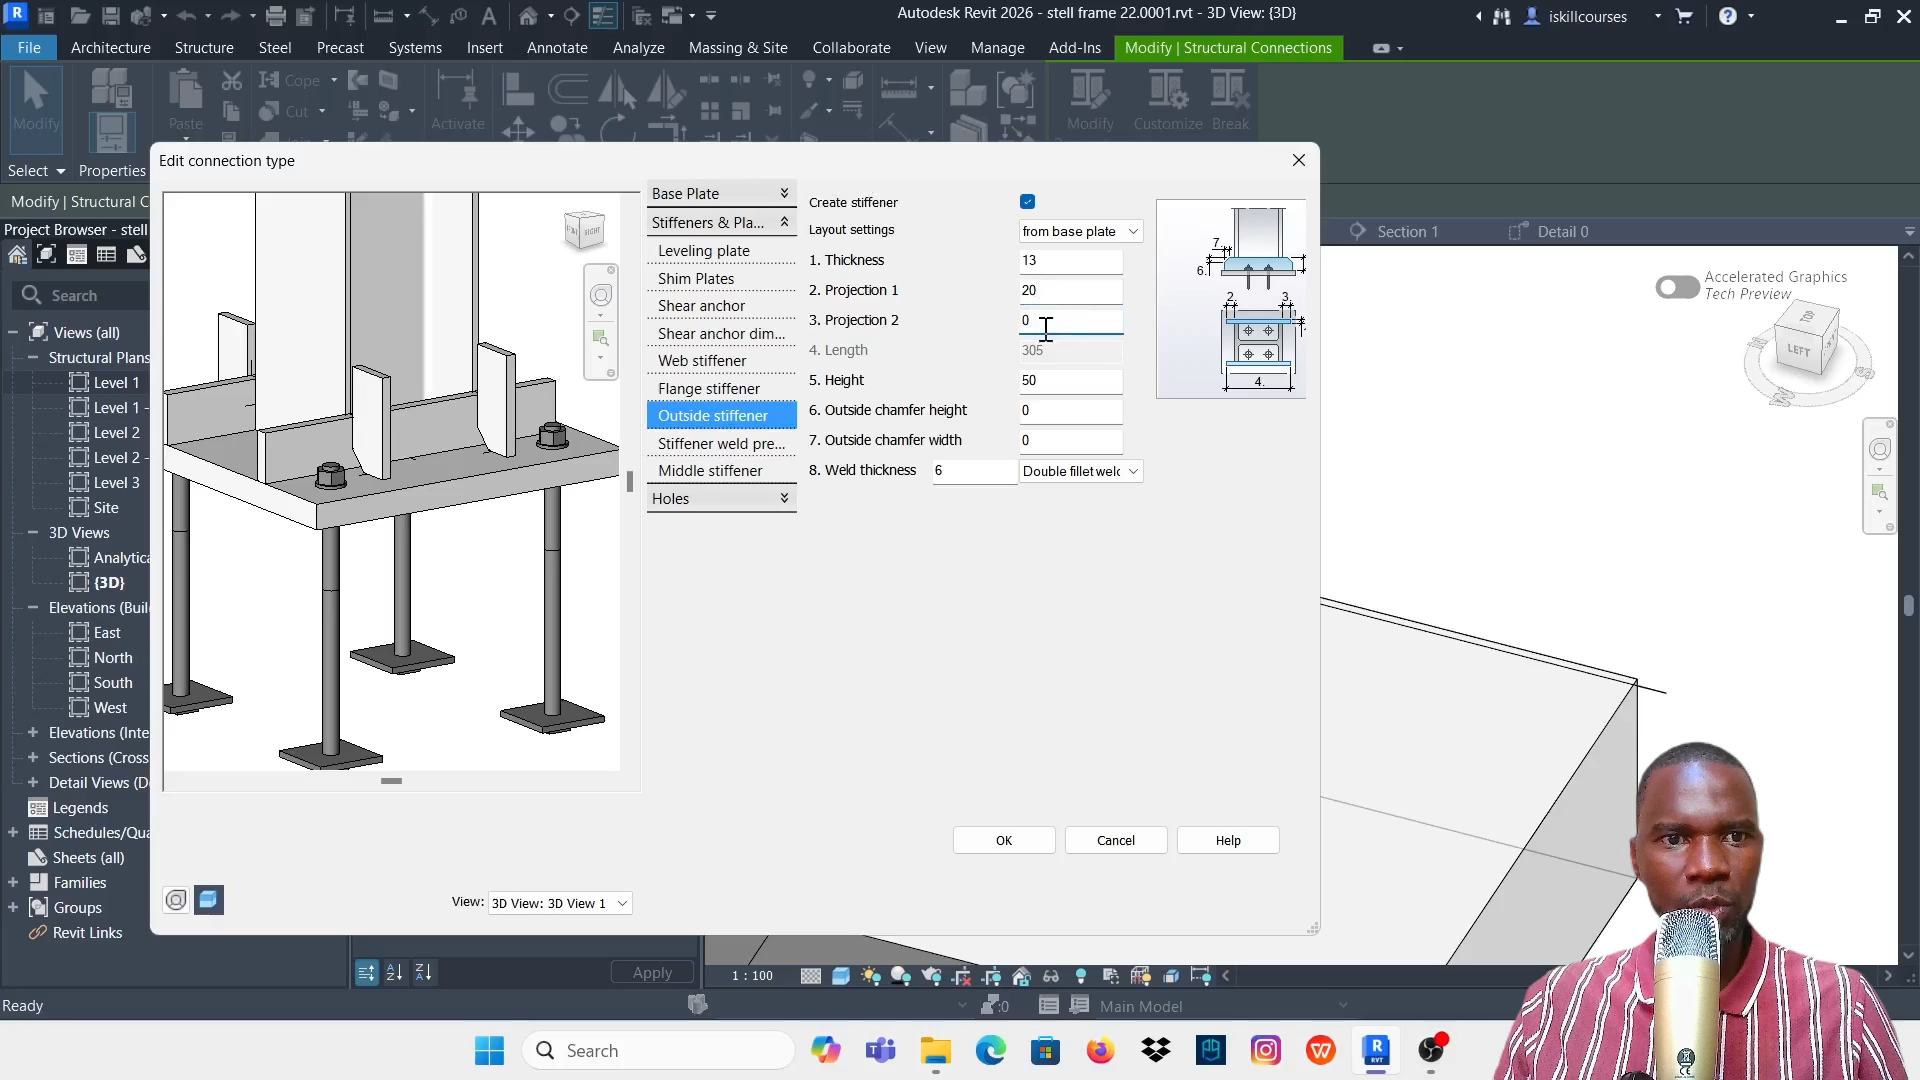 Autodesk Revit 2026 - stell frame 22.0001.rvt - 3D View: {3D}
iskillcourses
File
Architecture
Structure
Steel
Precast
Systems
Insert
Annotate
Analyze
Massing & Site
Collaborate
View
Manage
Add-Ins
Modify | Structural Connections
Modify
Paste
Cope
Cut
Activate
Modify
Customize
Break
Select
Properties
Modify | Structural C
Project Browser - stell
Search
Views (all)
Structural Plans
Level 1
Level 1 -
Level 2
Level 2 -
Level 3
Site
3D Views
Analytica
{3D}
Elevations (Buil
East
North
South
West
Elevations (Inte
Sections (Cross
Detail Views (D
Legends
Schedules/Qua
Sheets (all)
Families
Groups
Revit Links
Edit connection type
RIGHT
Base Plate
Stiffeners & Pla...
Leveling plate
Shim Plates
Shear anchor
Shear anchor dim...
Web stiffener
Flange stiffener
Outside stiffener
Stiffener weld pre...
Middle stiffener
Holes
Create stiffener
Layout settings
from base plate
1. Thickness
13
2. Projection 1
20
3. Projection 2
0
4. Length
305
5. Height
50
6. Outside chamfer height
0
7. Outside chamfer width
0
8. Weld thickness
6
Double fillet weld
7.
6.
2.
3.
4.
OK
Cancel
Help
View:
3D View: 3D View 1
Section 1
Detail 0
Accelerated Graphics
Tech Preview
TOP
LEFT
Apply
1 : 100
Ready
:0
Main Model
Search